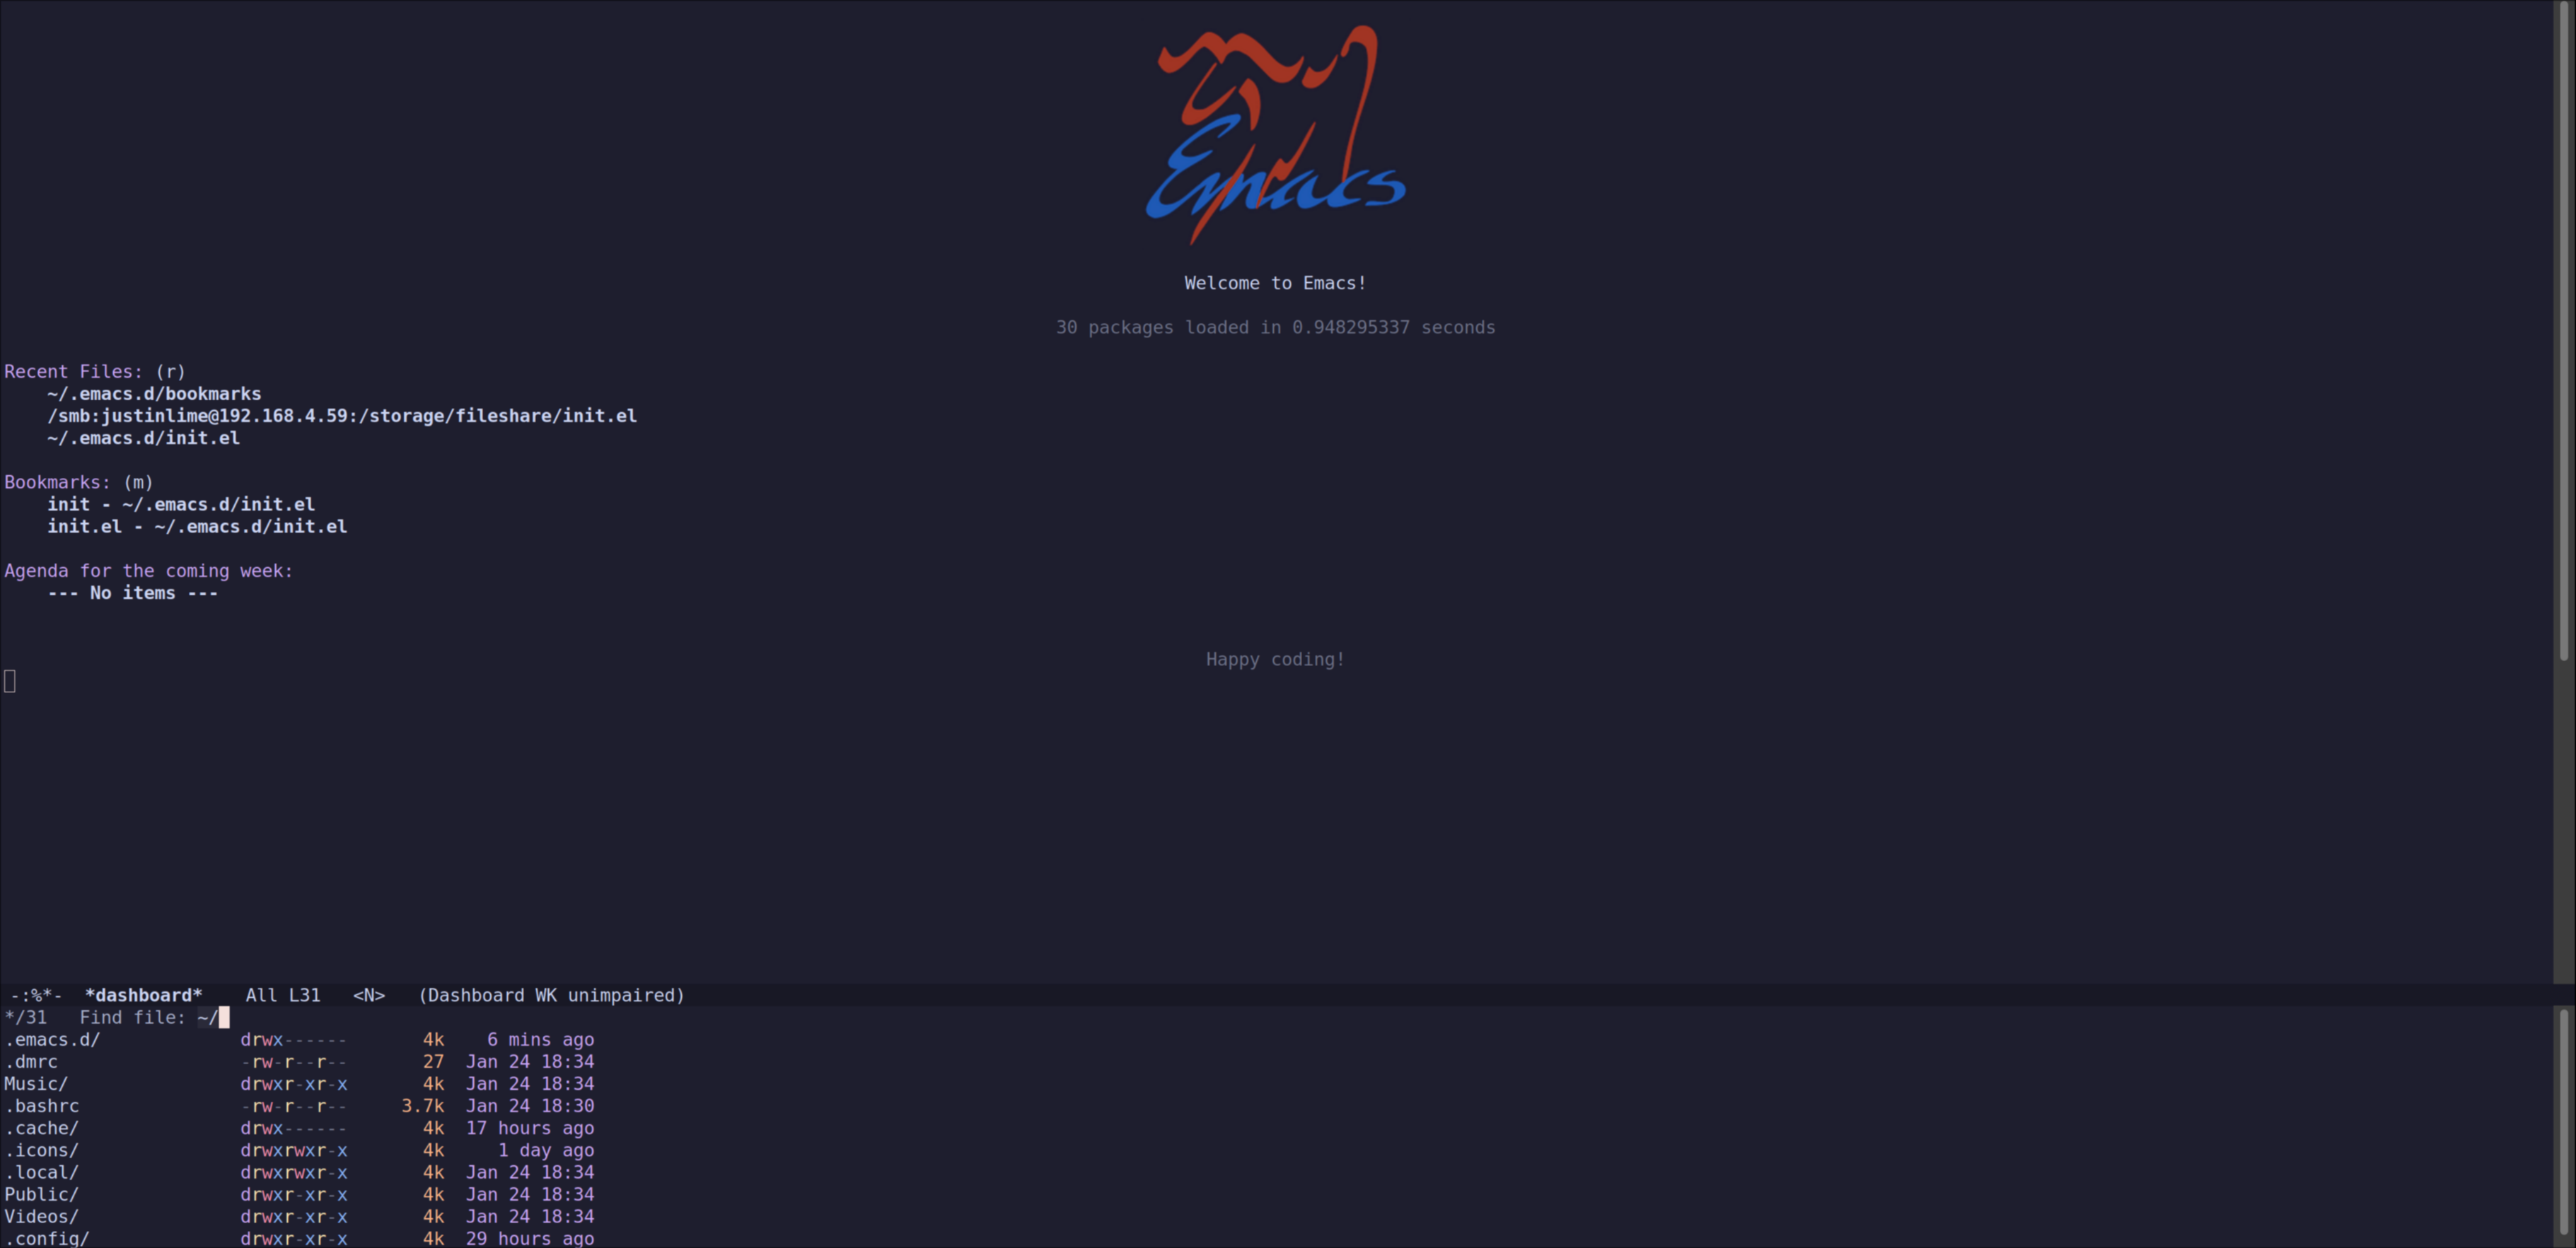 Emacs
Welcome to Emacs!
30 packages loaded in 0.948295337 seconds
Recent Files: (r)
~/.emacs.d/bookmarks
/smb:justinlime@192.168.4.59:/storage/fileshare/init.el
~/.emacs.d/init.el
Bookmarks: (m)
init - ~/.emacs.d/init.el
init.el - ~/.emacs.d/init.el
Agenda for the coming week:
--- No items ---
Happy coding!
-:%*-  *dashboard*    All L31   <N>   (Dashboard WK unimpaired)
*/31   Find file: ~/
.emacs.d/             drwx------       4k    6 mins ago
.dmrc                 -rw-r--r--       27  Jan 24 18:34
Music/                drwxr-xr-x       4k  Jan 24 18:34
.bashrc               -rw-r--r--     3.7k  Jan 24 18:30
.cache/               drwx------       4k  17 hours ago
.icons/               drwxrwxr-x       4k     1 day ago
.local/               drwxrwxr-x       4k  Jan 24 18:34
Public/               drwxr-xr-x       4k  Jan 24 18:34
Videos/               drwxr-xr-x       4k  Jan 24 18:34
.config/              drwxr-xr-x       4k  29 hours ago